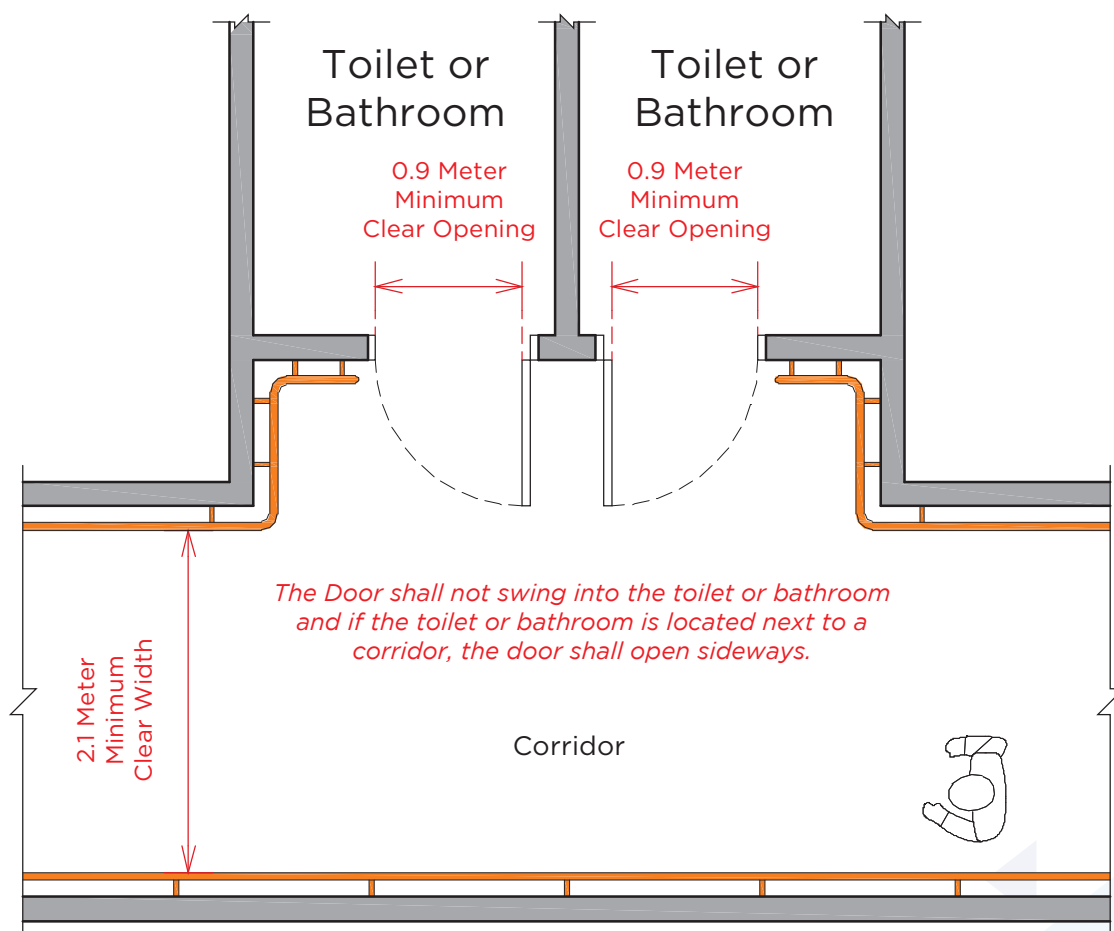 Toilet or
Bathroom
Toilet or
Bathroom
0.9 Meter
Minimum
Clear Opening
0.9 Meter
Minimum
Clear Opening
The Door shall not swing into the toilet or bathroom
and if the toilet or bathroom is located next to a
corridor, the door shall open sideways.
2.1 Meter
Minimum
Clear Width
Corridor